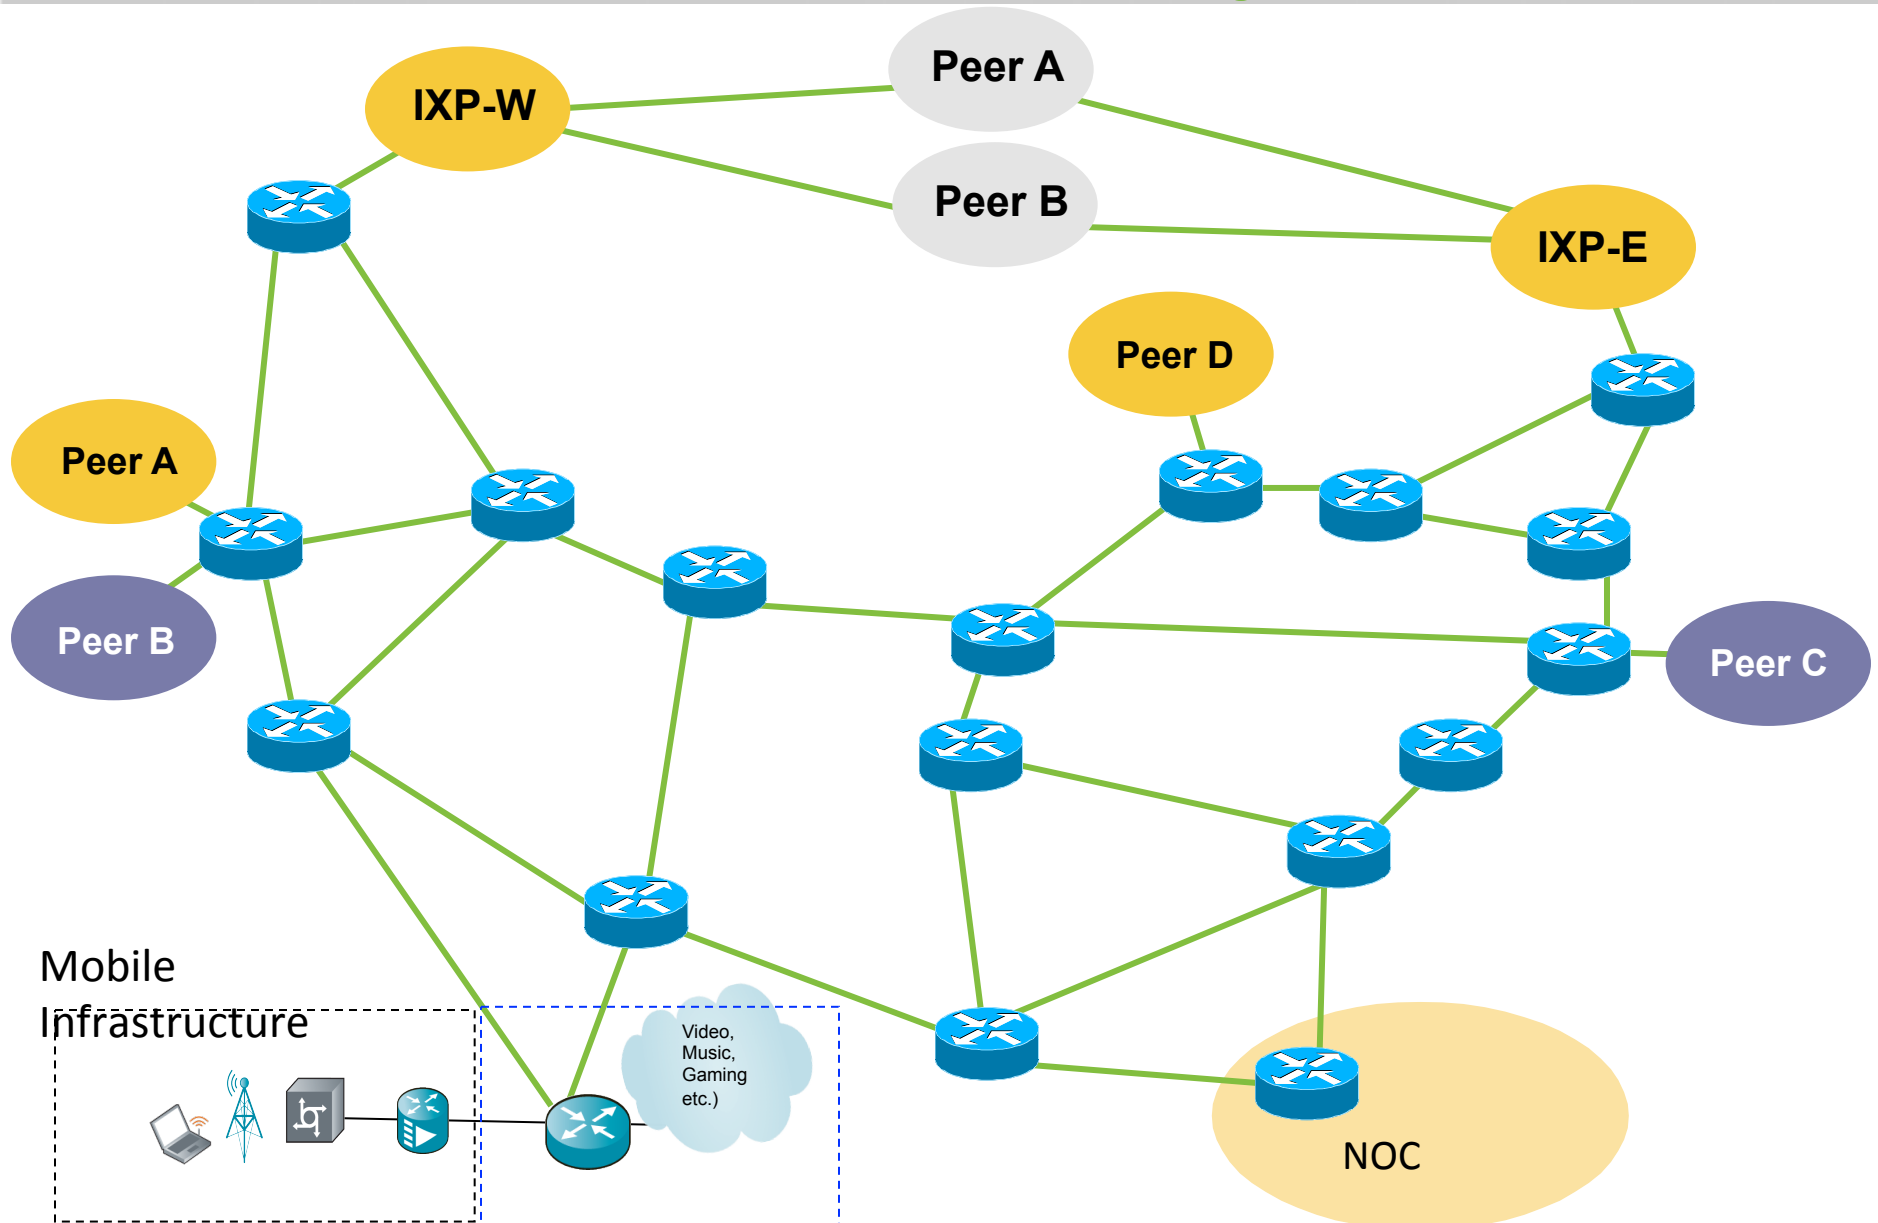 Peer A
IXP-W
Peer B
IXP-E
Peer D
Peer A
Peer B
Peer C
Mobile
Infrastructure
Video,
Music,
Gaming
etc.)
NOC